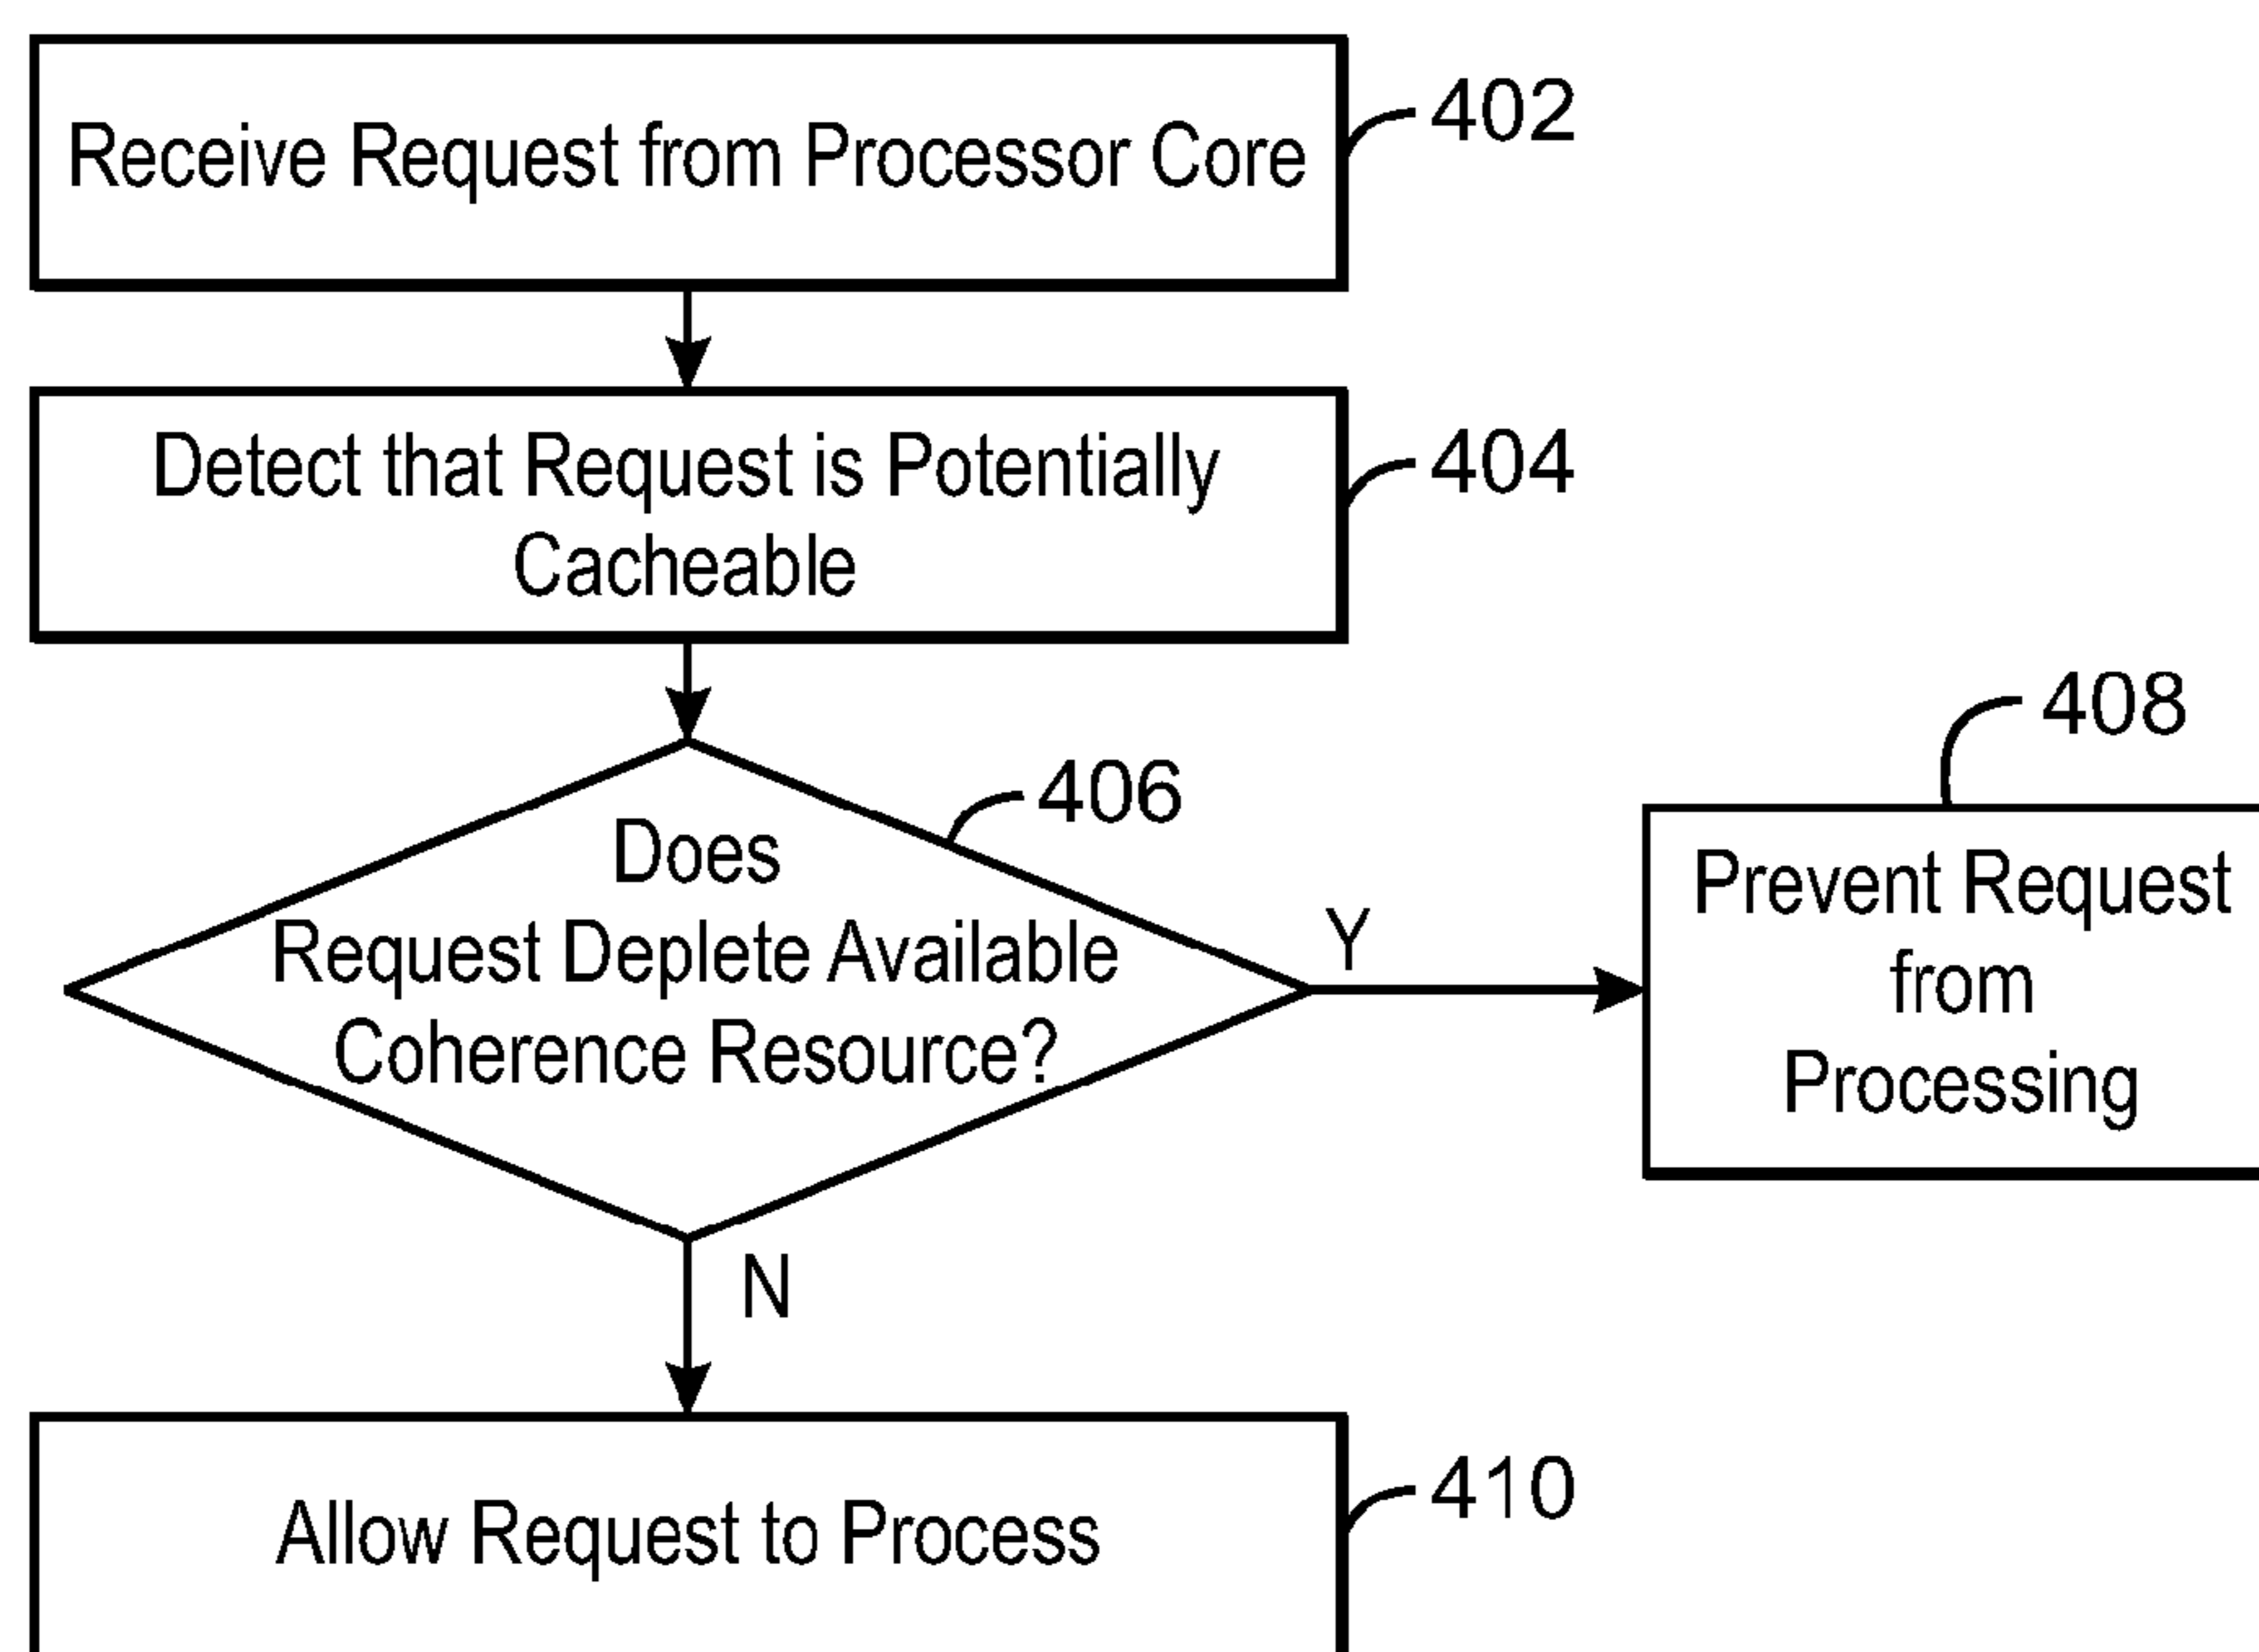 Receive Request from Processor Core
402
Detect that Request is Potentially
Cacheable
404
Does
Request Deplete Available
Coherence Resource?
406
Y
408
Prevent Request
from
Processing
N
Allow Request to Process
410